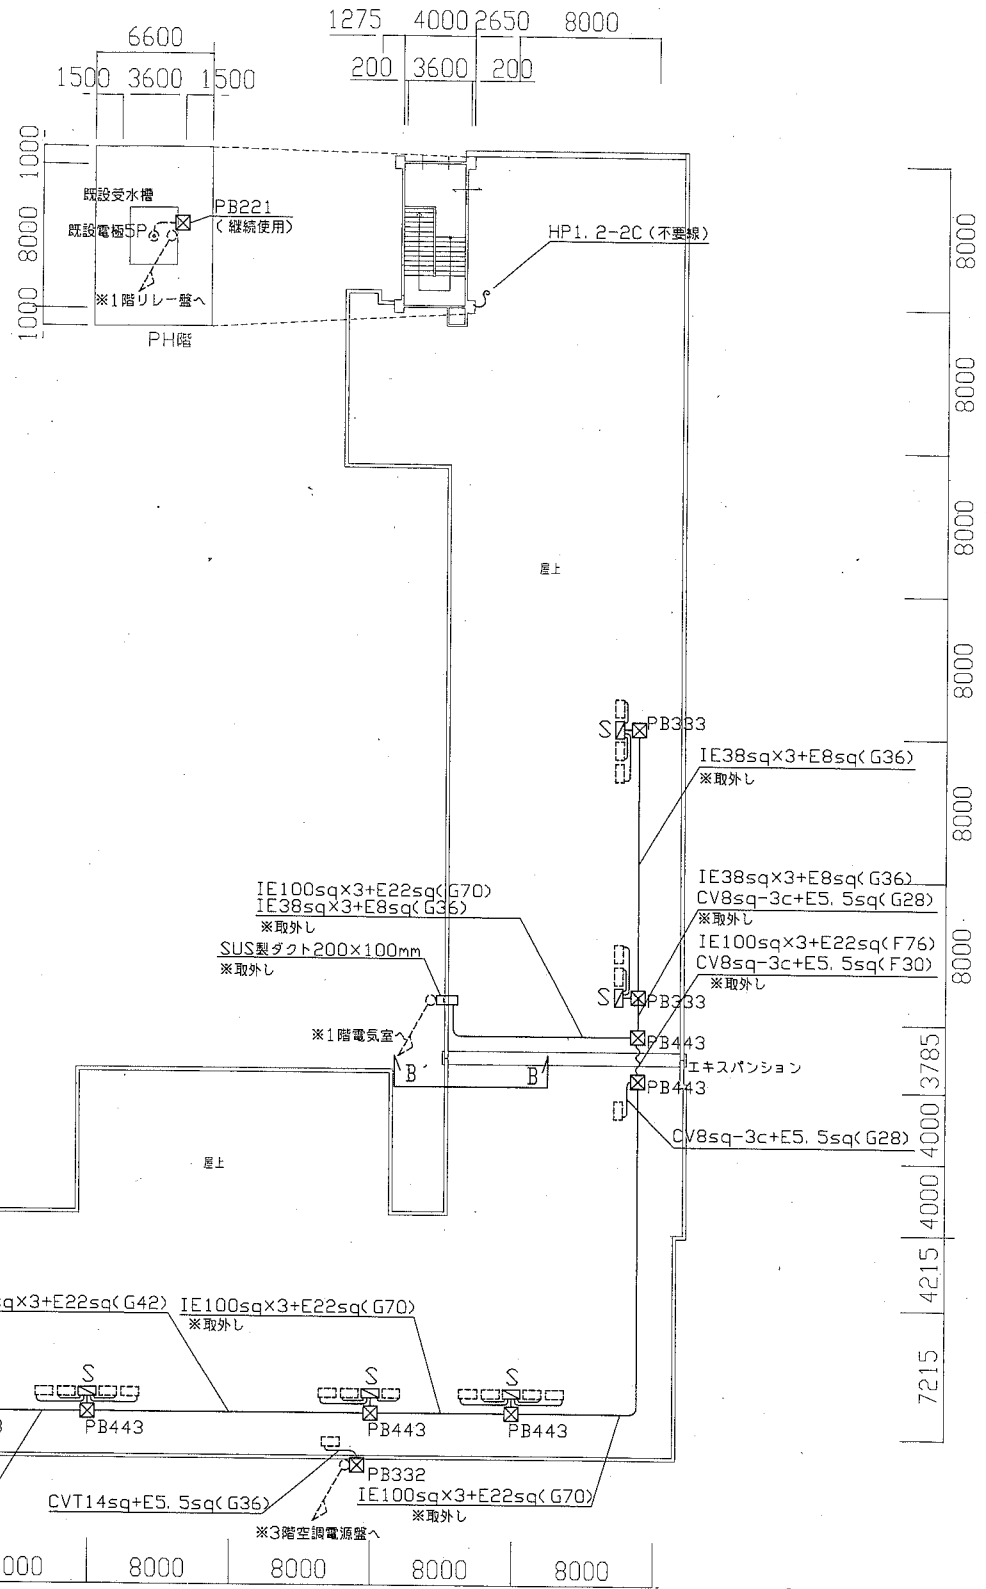 1275 4000 2650 8000
6600
200 3600 200
1500 3600 1500
1000
8000
1000
既設受水槽
PB221
(継続使用)
既設電極5P
※1階リレー盤へ
PH階
HP1.2-2C(不要線)
8000
8000
8000
屋上
8000
S
PB333
IE38sq×3+E8sq(G36)
※取外し
8000
IE38sq×3+E8sq(G36)
CV8sq-3c+E5.5sq(G28)
※取外し
IE100sq×3+E22sq(G70)
IE38sq×3+E8sq(G36)
※取外し
IE100sq×3+E22sq(F76)
CV8sq-3c+E5.5sq(F30)
※取外し
SUS製ダクト200×100mm
※取外し
8000
S
PB333
※1階電気室へ
PB443
3785
B
B
エキスパンション
PB443
CV8sq-3c+E5.5sq(G28)
4000
屋上
4000
4215
sq×3+E22sq(G42)
IE100sq×3+E22sq(G70)
※取外し
7215
S
S
S
PB443
PB443
PB443
PB332
CVT14sq+E5.5sq(G36)
IE100sq×3+E22sq(G70)
※取外し
※3階空調電源盤へ
000 8000 8000 8000 8000